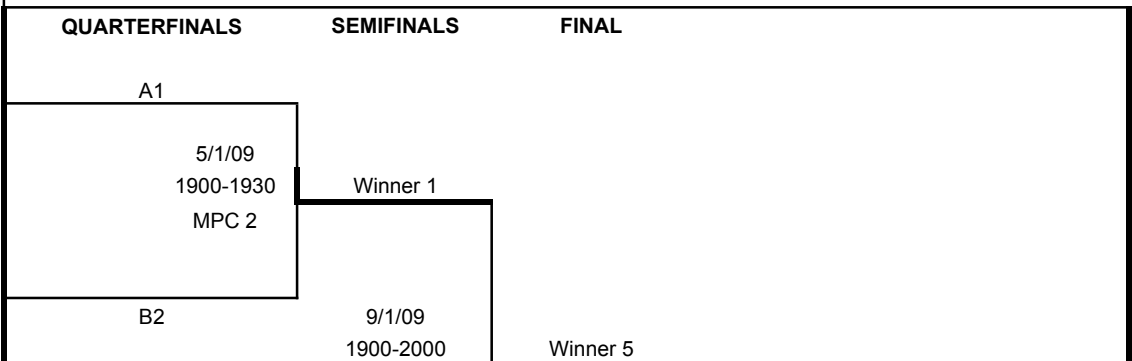 QUARTERFINALS SEMIFINALS FINAL
A1
5/1/09
1900-1930 Winner 1
MPC 2
B2 9/1/09
1900-2000 Winner 5